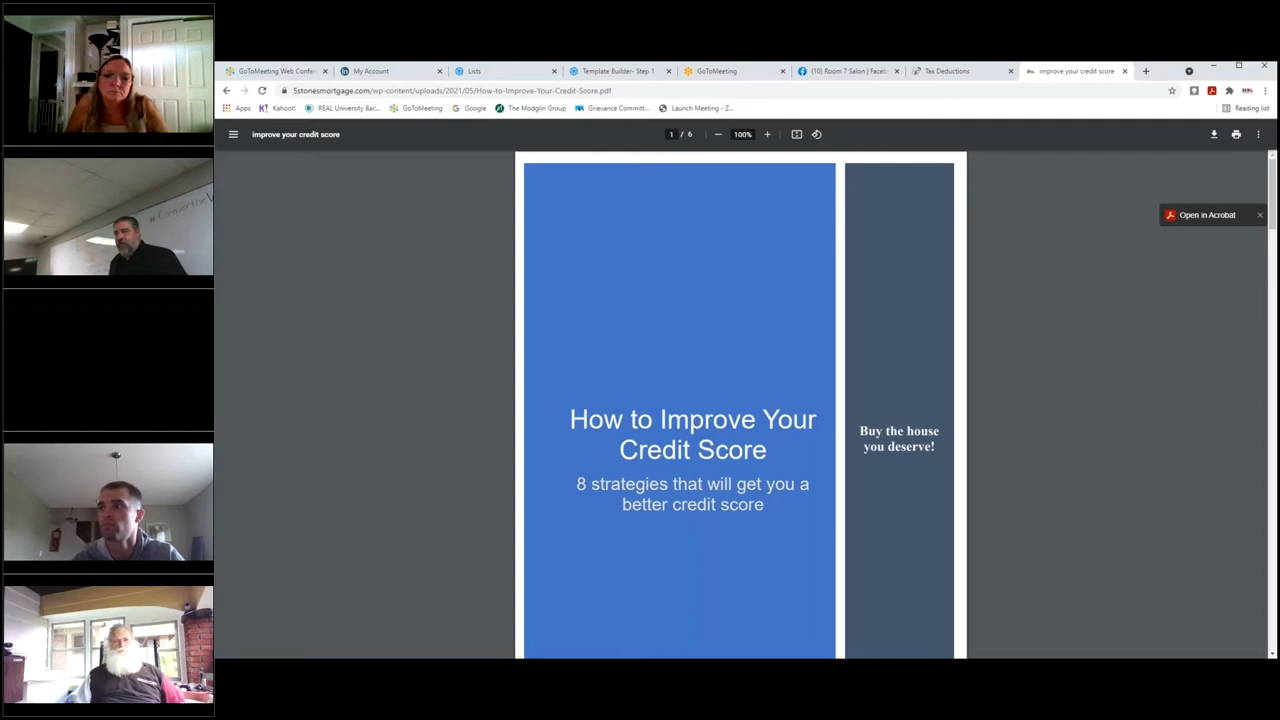 #ConquertheW
GoToMeeting Web Confere
My Account
Lists
Template Builder- Step 1
GoToMeeting
(10) Room 7 Salon | Facebo
Tax Deductions
improve your credit score
5stonesmortgage.com/wp-content/uploads/2021/05/How-to-Improve-Your-Credit-Score.pdf
Apps
Kahoot!
REAL University Bac...
GoToMeeting
Google
The Modglin Group
Grievance Committ...
Launch Meeting - Z...
Reading list
improve your credit score
1 / 6
100%
Open in Acrobat
How to Improve Your
Credit Score
8 strategies that will get you a
better credit score
Buy the house
you deserve!